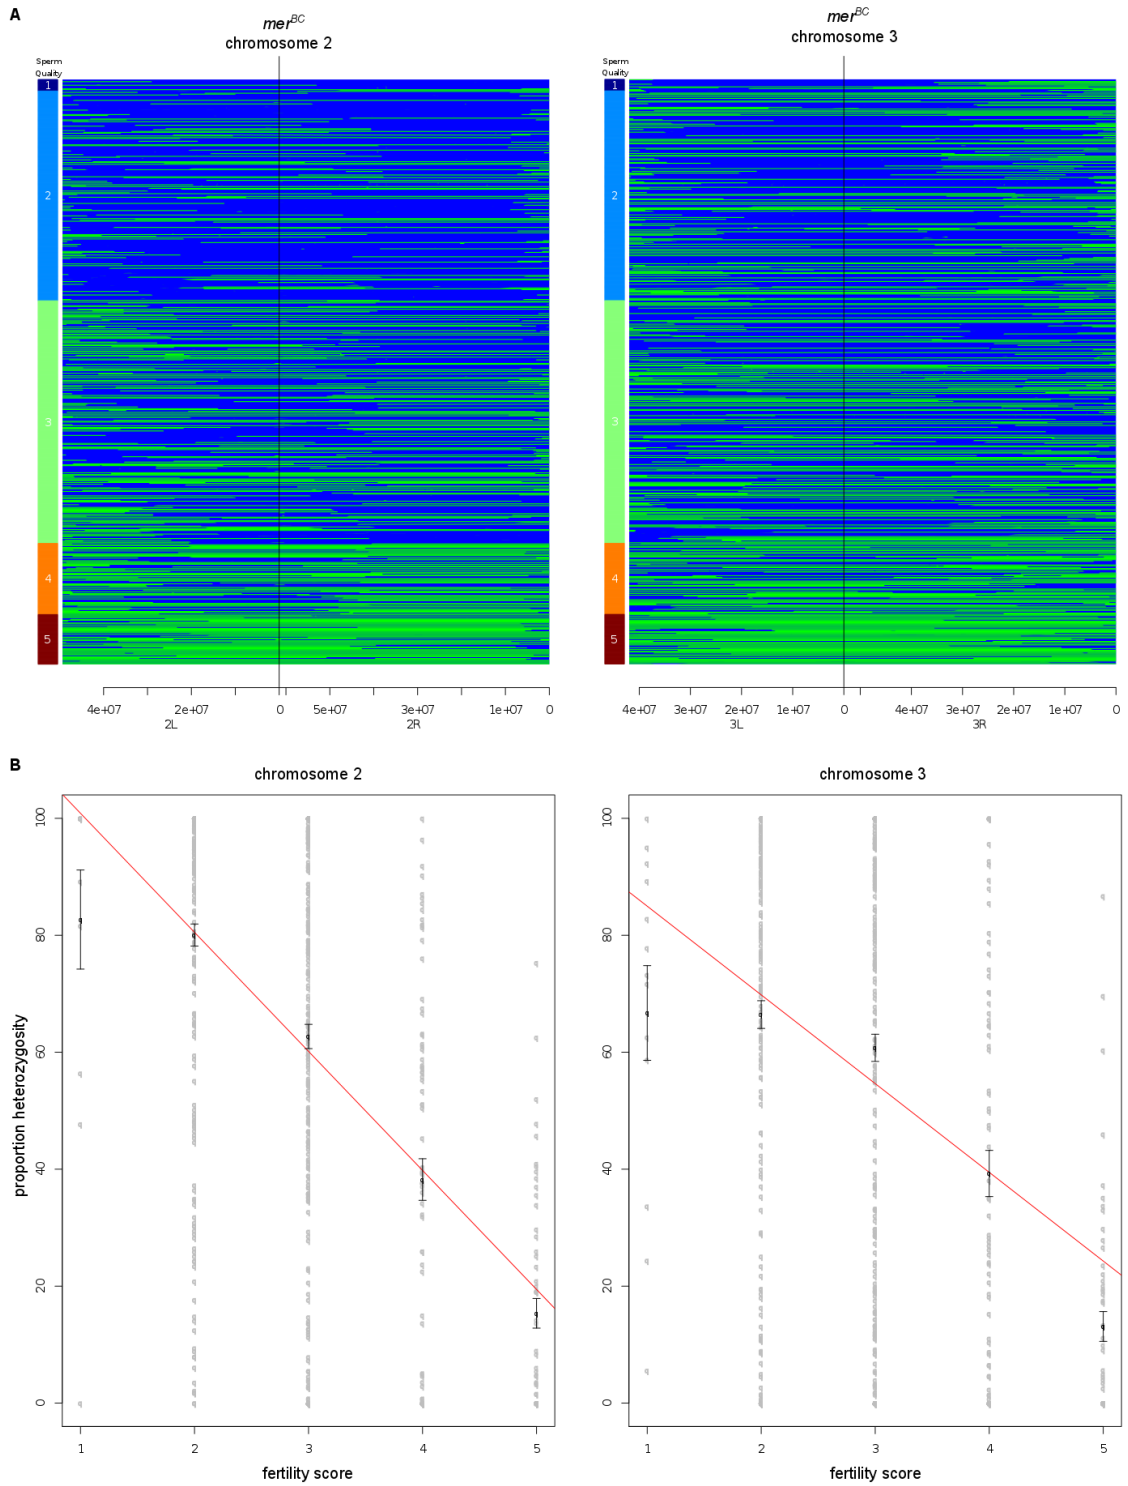 A
mer^BC
chromosome 2
mer^BC
chromosome 3
Sperm
Quality
Sperm
Quality
1
2
3
4
5
1
2
3
4
5
4e+07 2e+07 0 5e+07 3e+07 1e+07 0
2L 2R
4e+07 3e+07 2e+07 1e+07 0 4e+07 3e+07 2e+07 1e+07 0
3L 3R
B
chromosome 2
chromosome 3
proportion heterozygosity
100
80
60
40
20
0
100
80
60
40
20
0
1 2 3 4 5
fertility score
1 2 3 4 5
fertility score